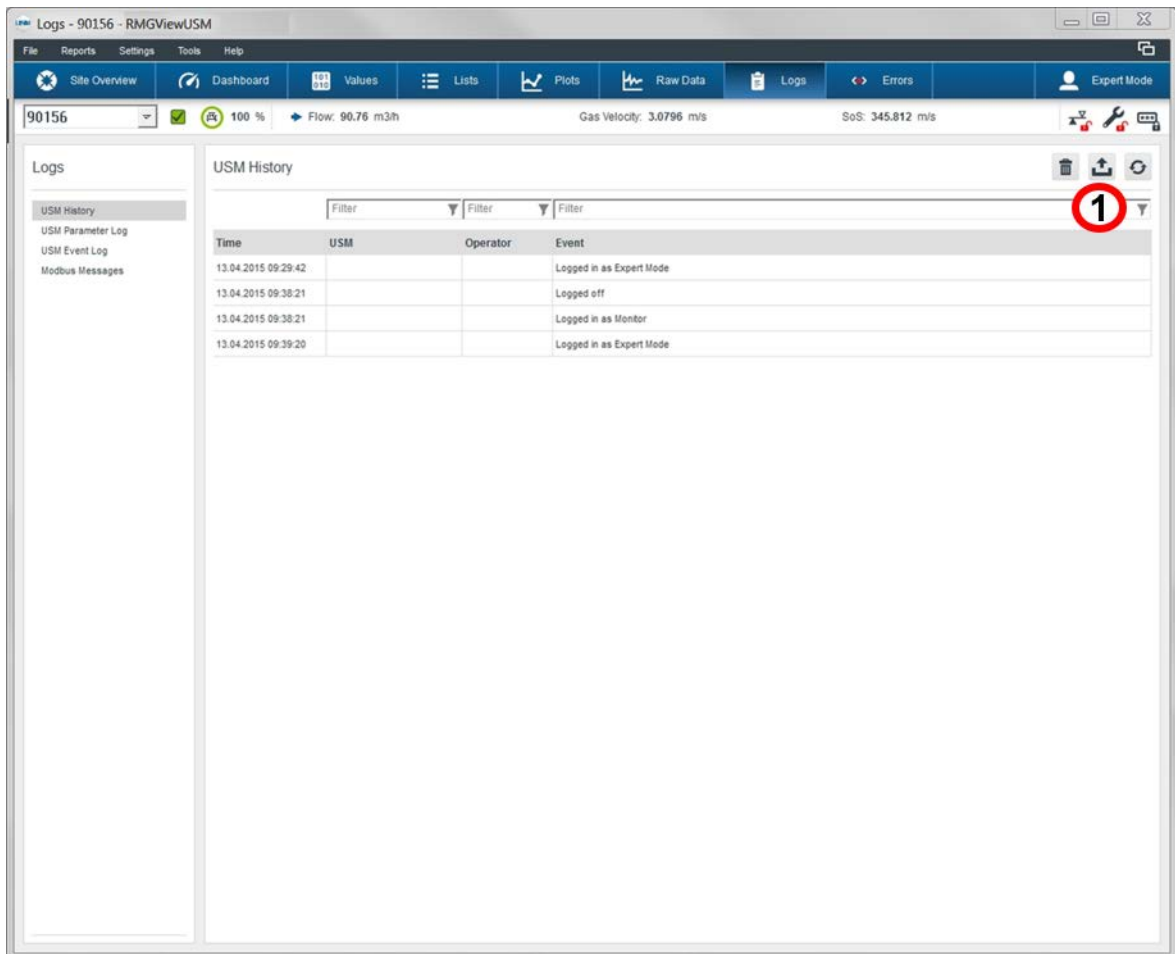 Logs - 90156 - RMGViewUSM
File Reports Settings Tools Help
Site Overview Dashboard 101 010 Values Lists Plots Raw Data Logs Errors Expert Mode
90156 100 % Flow: 90.76 m3/h Gas Velocity: 3.0796 m/s SoS: 345.812 m/s
Logs USM History
1
USM History Filter Filter Filter
USM Parameter Log
USM Event Log Time USM Operator Event
Modbus Messages 13.04.2015 09:29:42 Logged in as Expert Mode
13.04.2015 09:38:21 Logged off
13.04.2015 09:38:21 Logged in as Monitor
13.04.2015 09:39:20 Logged in as Expert Mode